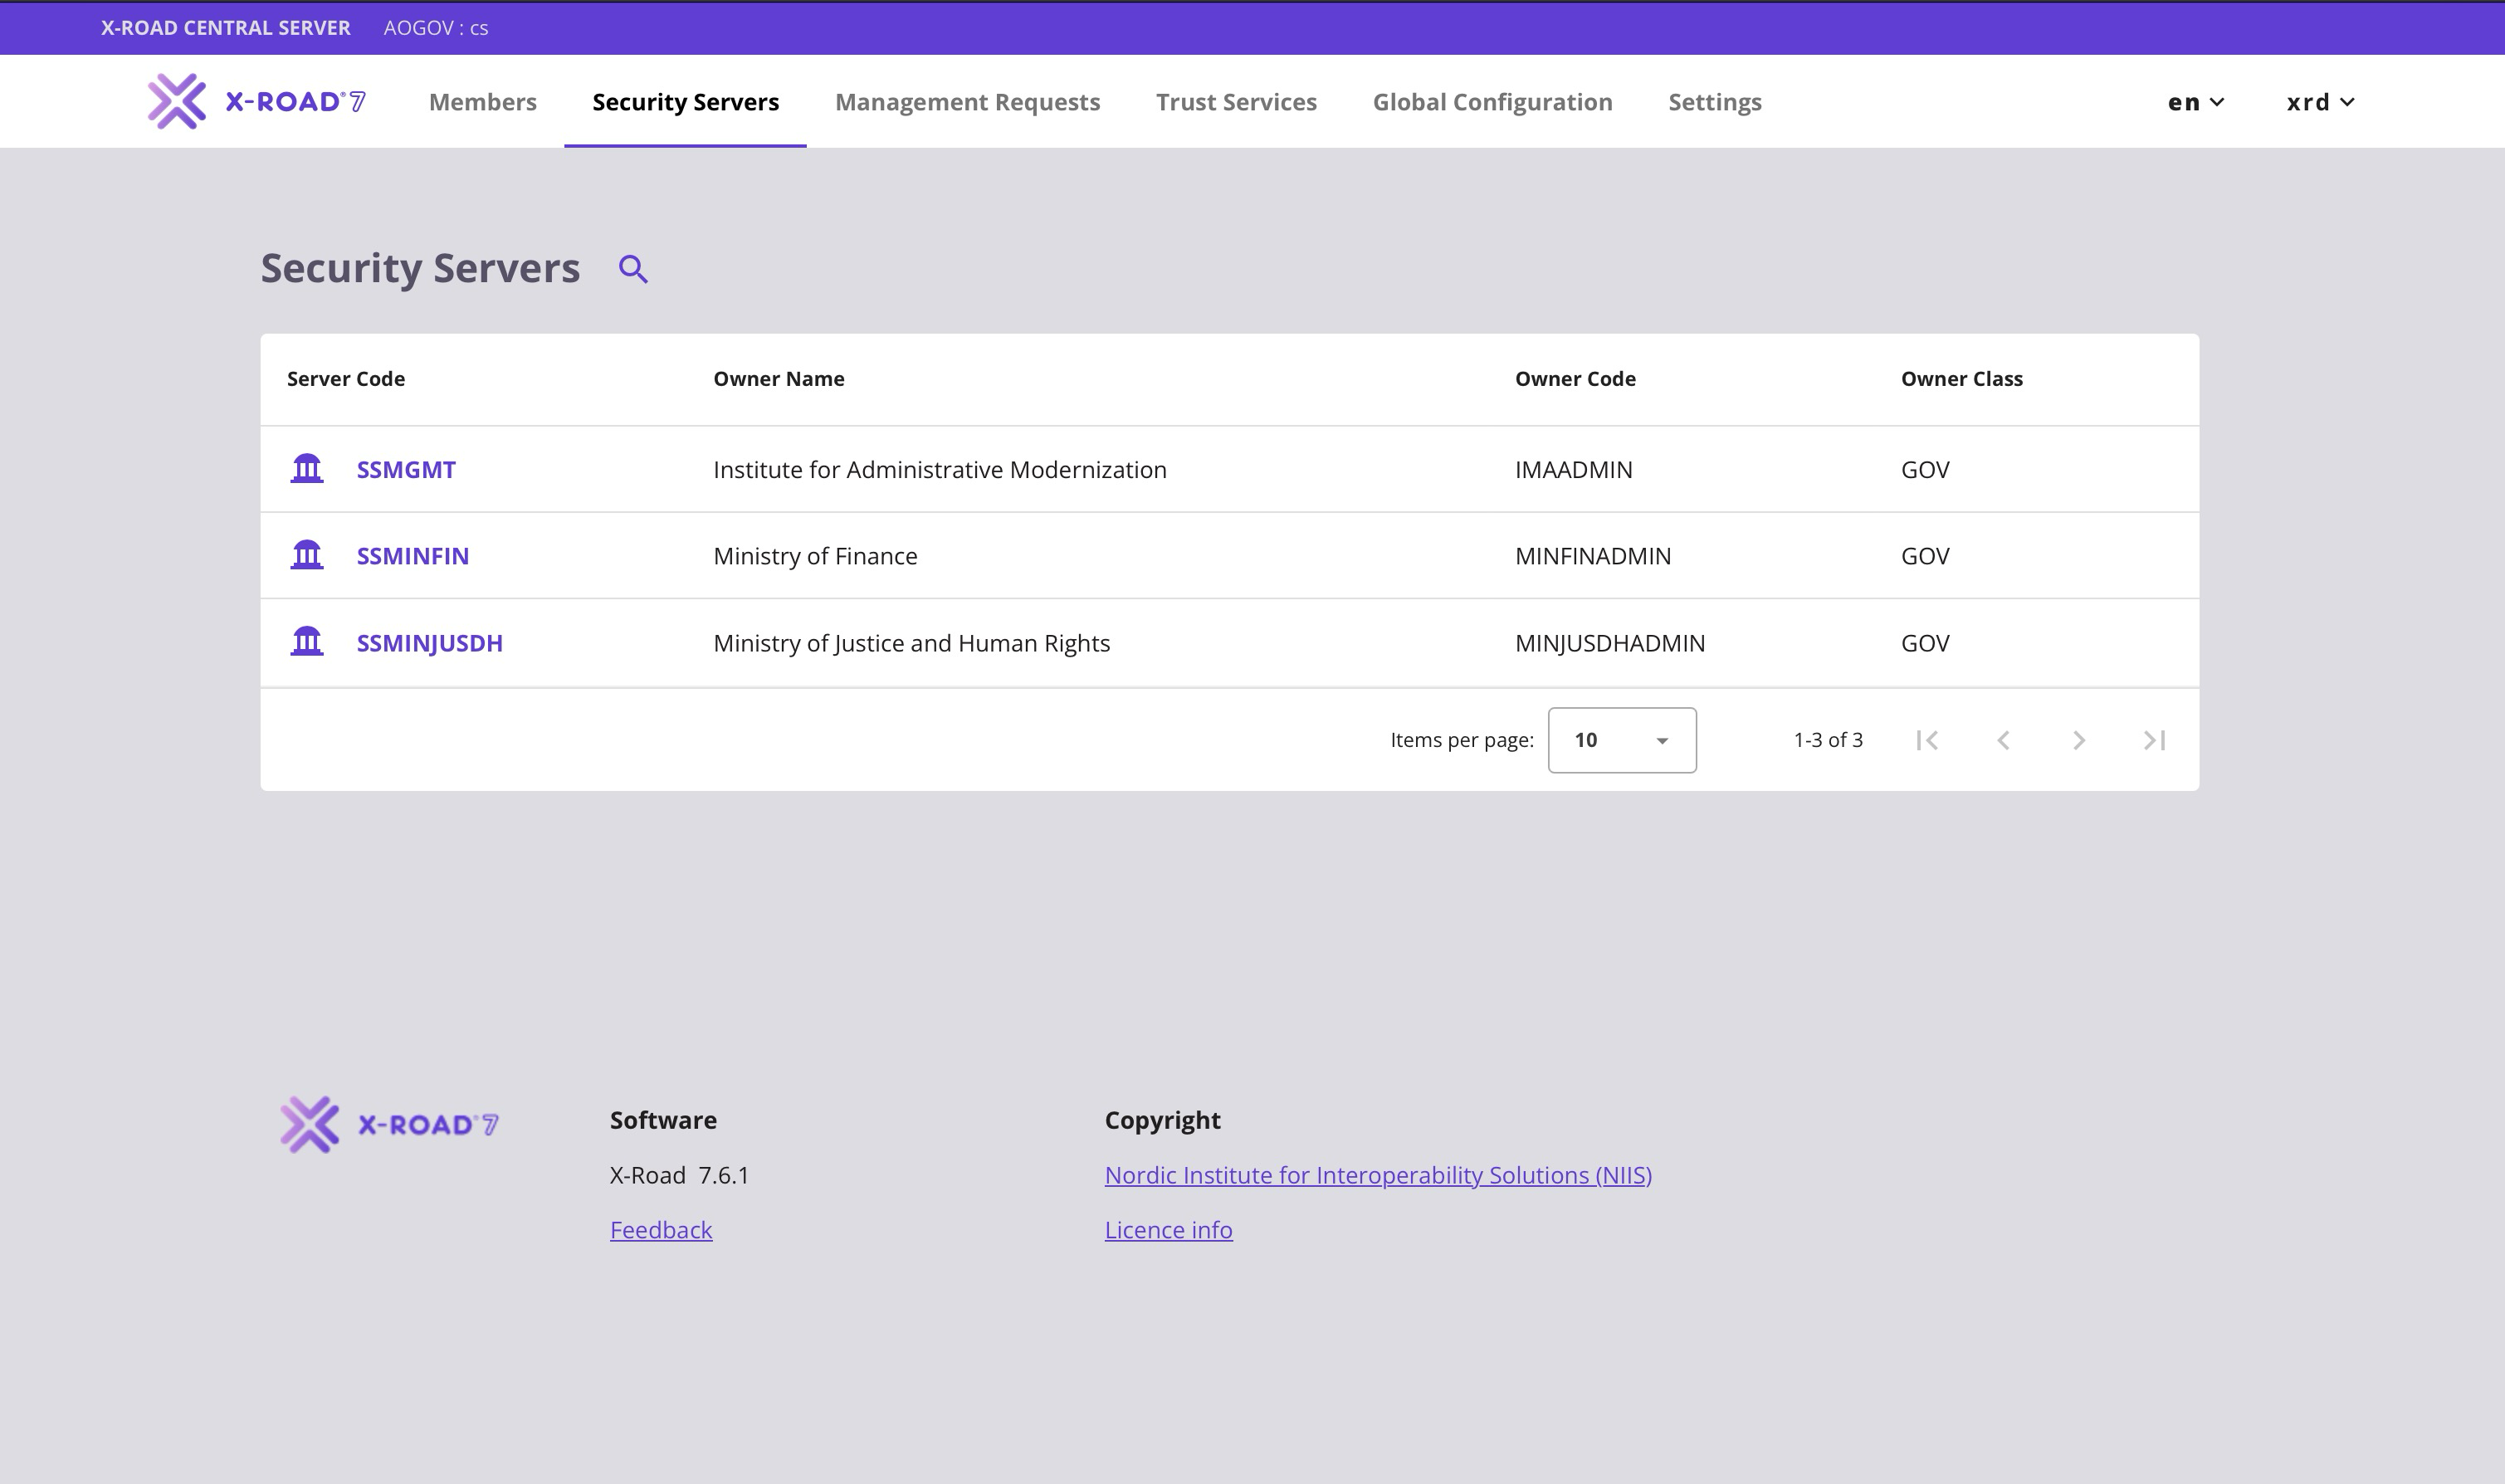 X-ROAD CENTRAL SERVER AOGOV : cs
X-ROAD® 7 Members Security Servers Management Requests Trust Services Global Configuration Settings en xrd
Security Servers
Server Code Owner Name Owner Code Owner Class
SSMGMT Institute for Administrative Modernization IMAADMIN GOV
SSMINFIN Ministry of Finance MINFINADMIN GOV
SSMINJUSDH Ministry of Justice and Human Rights MINJUSDHADMIN GOV
Items per page: 10 1-3 of 3
X-ROAD® 7 Software Copyright
X-Road 7.6.1 Nordic Institute for Interoperability Solutions (NIIS)
Feedback Licence info